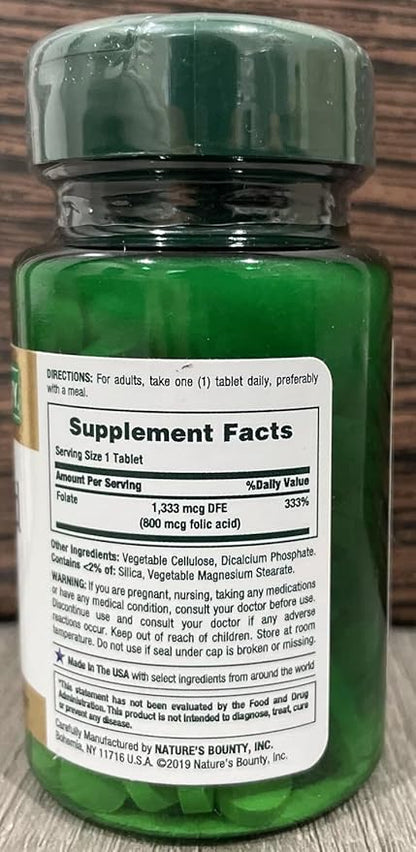 DIRECTIONS: For adults, take one (1) tablet daily, preferably
with a meal.
Supplement Facts
Serving Size 1 Tablet
Amount Per Serving %Daily Value
Folate 1,333 mcg DFE 333%
(800 mcg folic acid)
Other Ingredients: Vegetable Cellulose, Dicalcium Phosphate.
Contains <2% of: Silica, Vegetable Magnesium Stearate.
WARNING: If you are pregnant, nursing, taking any medications
or have any medical condition, consult your doctor before use.
Discontinue use and consult your doctor if any adverse
reactions occur. Keep out of reach of children. Store at room
temperature. Do not use if seal under cap is broken or missing.
★ Made in The USA with select ingredients from around the world
*This statement has not been evaluated by the Food and Drug
Administration. This product is not intended to diagnose, treat, cure
or prevent any disease.
Carefully Manufactured by NATURE'S BOUNTY, INC.
Bohemia, NY 11716 U.S.A. ©2019 Nature's Bounty, Inc.